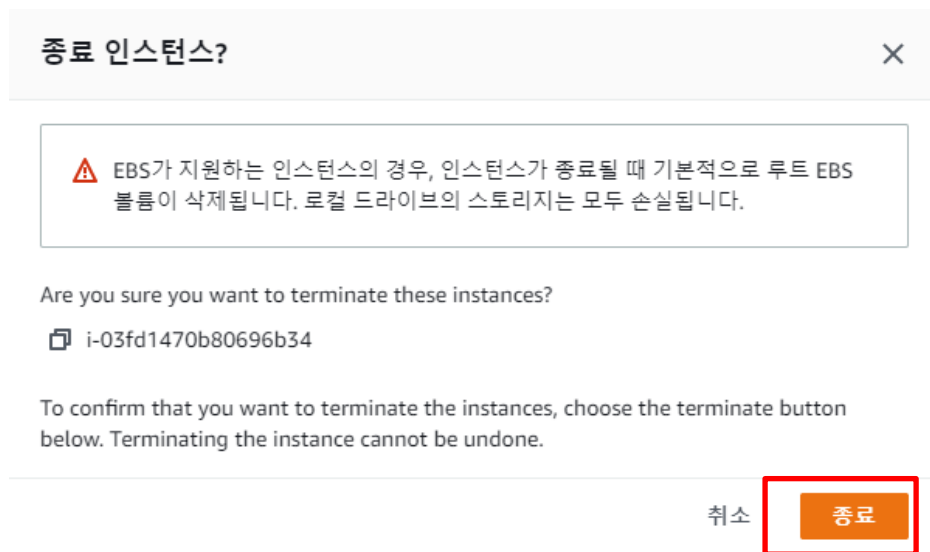 종료 인스턴스?
EBS가 지원하는 인스턴스의 경우, 인스턴스가 종료될 때 기본적으로 루트 EBS
볼륨이 삭제됩니다. 로컬 드라이브의 스토리지는 모두 손실됩니다.
Are you sure you want to terminate these instances?
i-03fd1470b80696b34
To confirm that you want to terminate the instances, choose the terminate button
below. Terminating the instance cannot be undone.
취소 종료